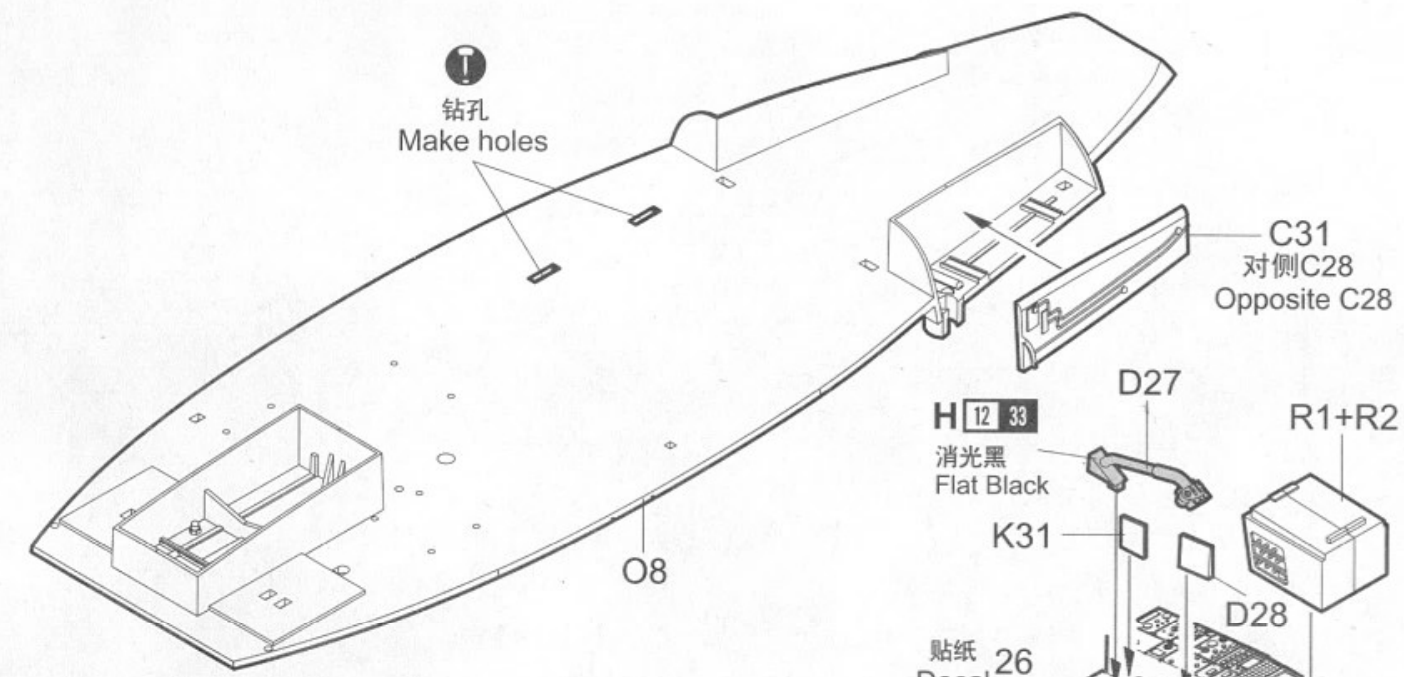 钻孔
Make holes
C31
对侧C28
Opposite C28
D27
H 12 33
R1+R2
消光黑
Flat Black
K31
O8
D28
贴纸 26
Decal